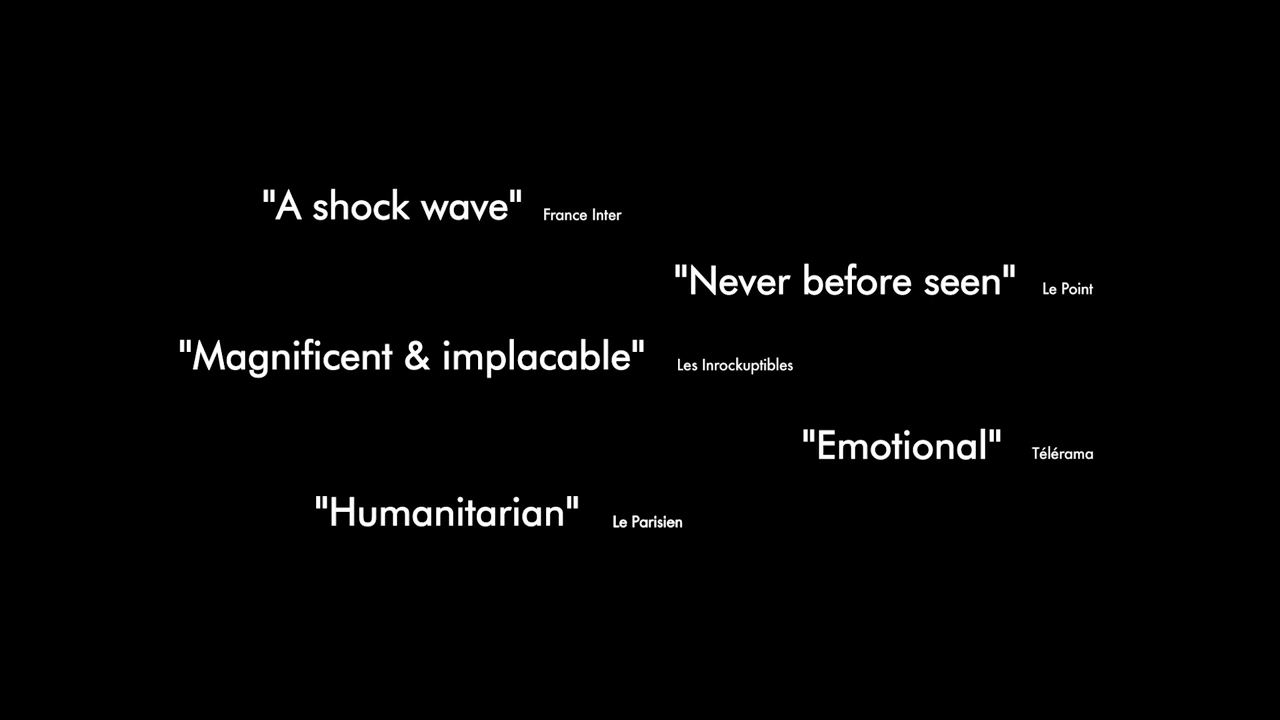 "A shock wave" France Inter
"Never before seen" Le Point
"Magnificent & implacable" Les Inrockuptibles
"Emotional" Télérama
"Humanitarian" Le Parisien